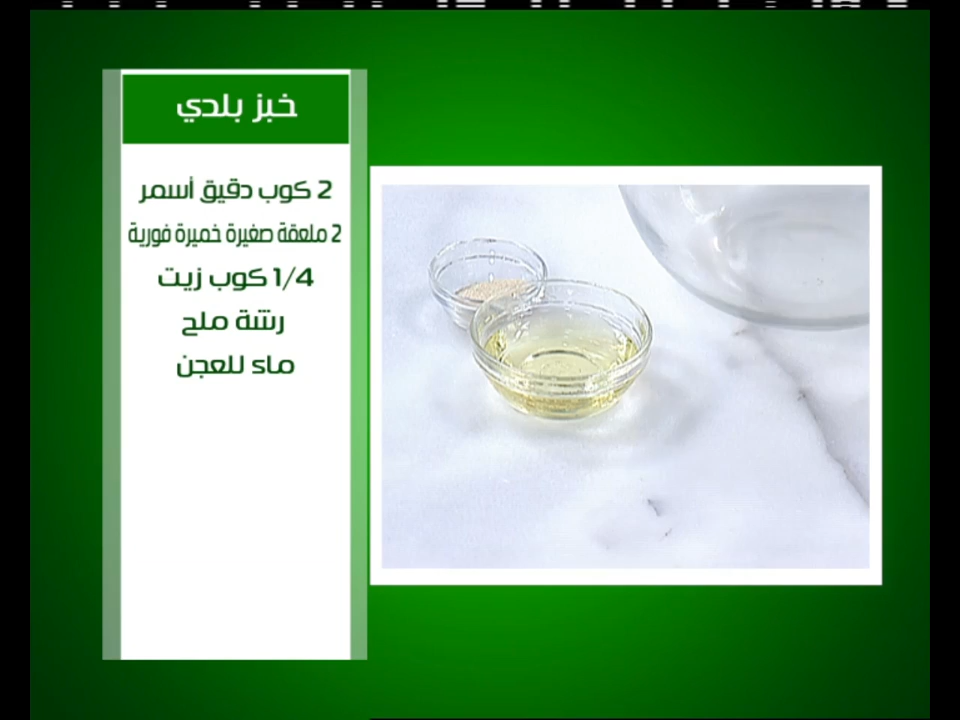 خبز بلدي
2 كوب دقيق أسمر
2 ملعقة صغيرة خميرة فورية
1/4 كوب زيت
رشة ملح
ماء للعجن